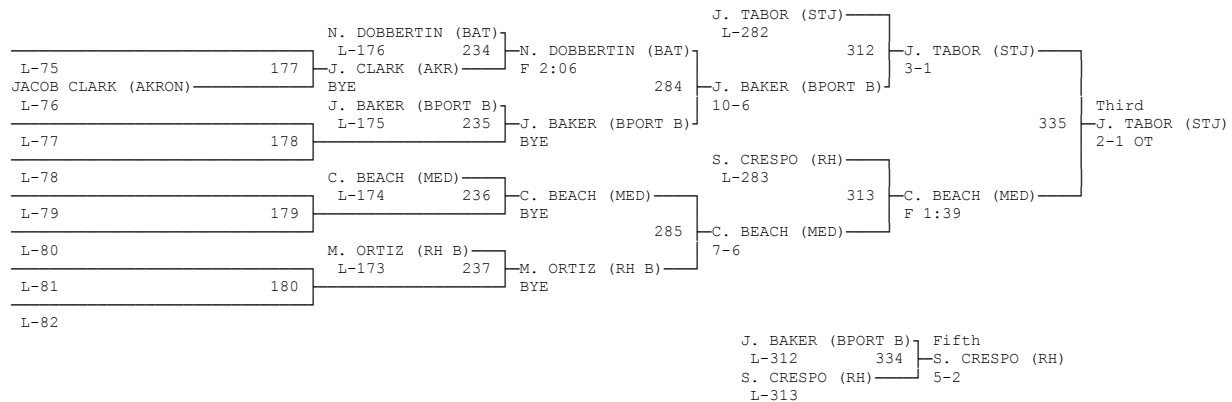 J. TABOR (STJ)
N. DOBBERTIN (BAT) L-282
L-176 234 N. DOBBERTIN (BAT) 312 J. TABOR (STJ)
L-75 177 J. CLARK (AKR) F 2:06 3-1
JACOB CLARK (AKRON) BYE 284 J. BAKER (BPORT B)
L-76 J. BAKER (BPORT B) 10-6 Third
L-77 L-175 235 J. BAKER (BPORT B) 335 J. TABOR (STJ)
178 BYE 2-1 OT
S. CRESPO (RH)
L-78 C. BEACH (MED) L-283
L-174 236 C. BEACH (MED) 313 C. BEACH (MED)
L-79 179 BYE F 1:39
285 C. BEACH (MED)
L-80 M. ORTIZ (RH B) 7-6
L-173 237 M. ORTIZ (RH B)
L-81 180 BYE
L-82
J. BAKER (BPORT B) Fifth
L-312 334 S. CRESPO (RH)
S. CRESPO (RH) 5-2
L-313